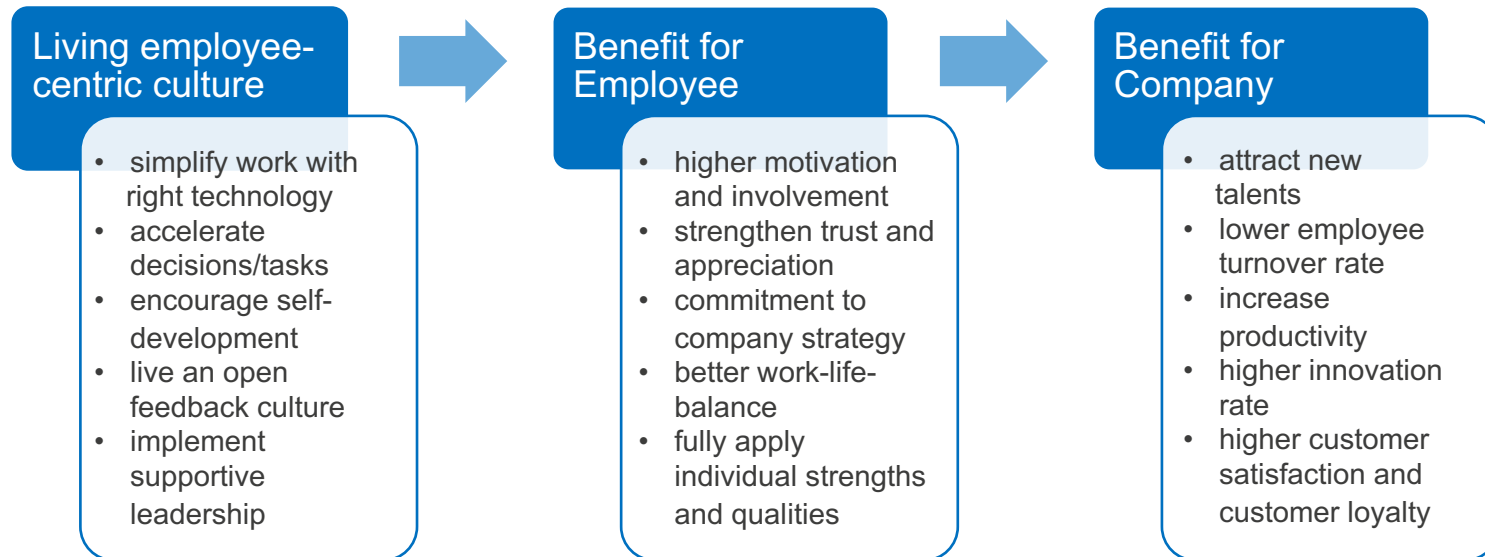 Living employee-
centric culture
• simplify work with
right technology
• accelerate
decisions/tasks
• encourage self-
development
• live an open
feedback culture
• implement
supportive
leadership
Benefit for
Employee
• higher motivation
and involvement
• strengthen trust and
appreciation
• commitment to
company strategy
• better work-life-
balance
• fully apply
individual strengths
and qualities
Benefit for
Company
• attract new
talents
• lower employee
turnover rate
• increase
productivity
• higher innovation
rate
• higher customer
satisfaction and
customer loyalty